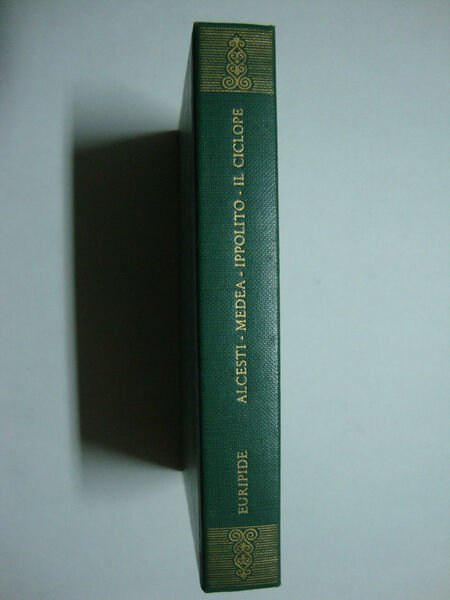 EURIPIDE
ALCESTI - MEDEA - IPPOLITO - IL CICLOPE